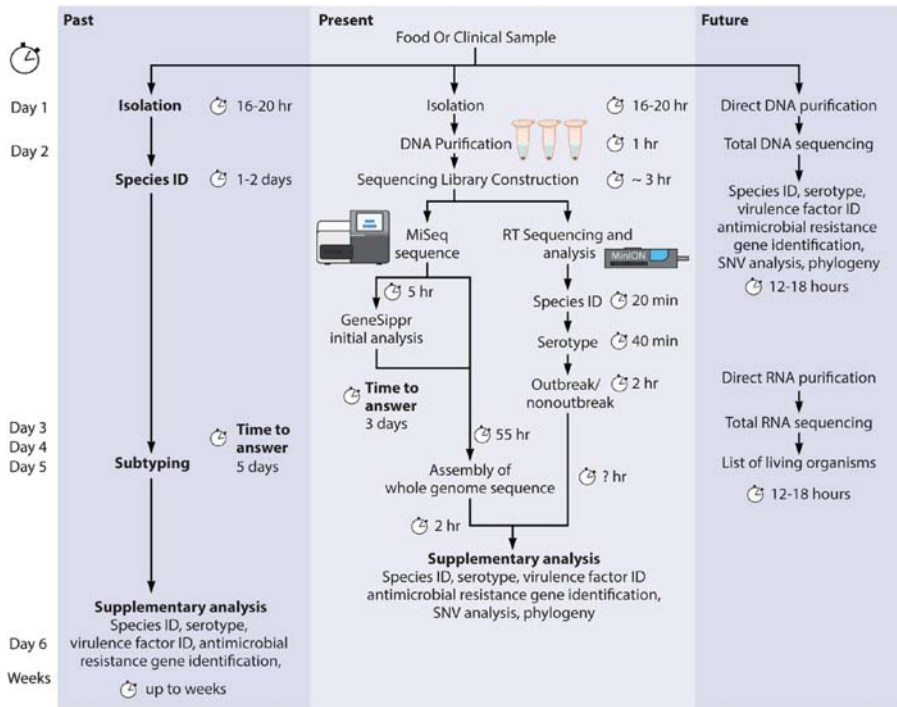 Past
Present
Future
Food Or Clinical Sample
Day 1
Day 2
Day 3
Day 4
Day 5
Day 6
Weeks
Isolation
16-20 hr
Species ID
1-2 days
Time to
answer
5 days
Subtyping
Supplementary analysis
Species ID, serotype,
virulence factor ID, antimicrobial
resistance gene identification,
up to weeks
Isolation
16-20 hr
DNA Purification
1 hr
Sequencing Library Construction
~ 3 hr
MiSeq
sequence
5 hr
GeneSippr
initial analysis
Time to
answer
3 days
55 hr
Assembly of
whole genome sequence
2 hr
RT Sequencing and
analysis
MinION
Species ID
20 min
Serotype
40 min
Outbreak/
nonoutbreak
2 hr
? hr
Supplementary analysis
Species ID, serotype, virulence factor ID
antimicrobial resistance gene identification,
SNV analysis, phylogeny
Direct DNA purification
Total DNA sequencing
Species ID, serotype,
virulence factor ID
antimicrobial resistance
gene identification,
SNV analysis, phylogeny
12-18 hours
Direct RNA purification
Total RNA sequencing
List of living organisms
12-18 hours